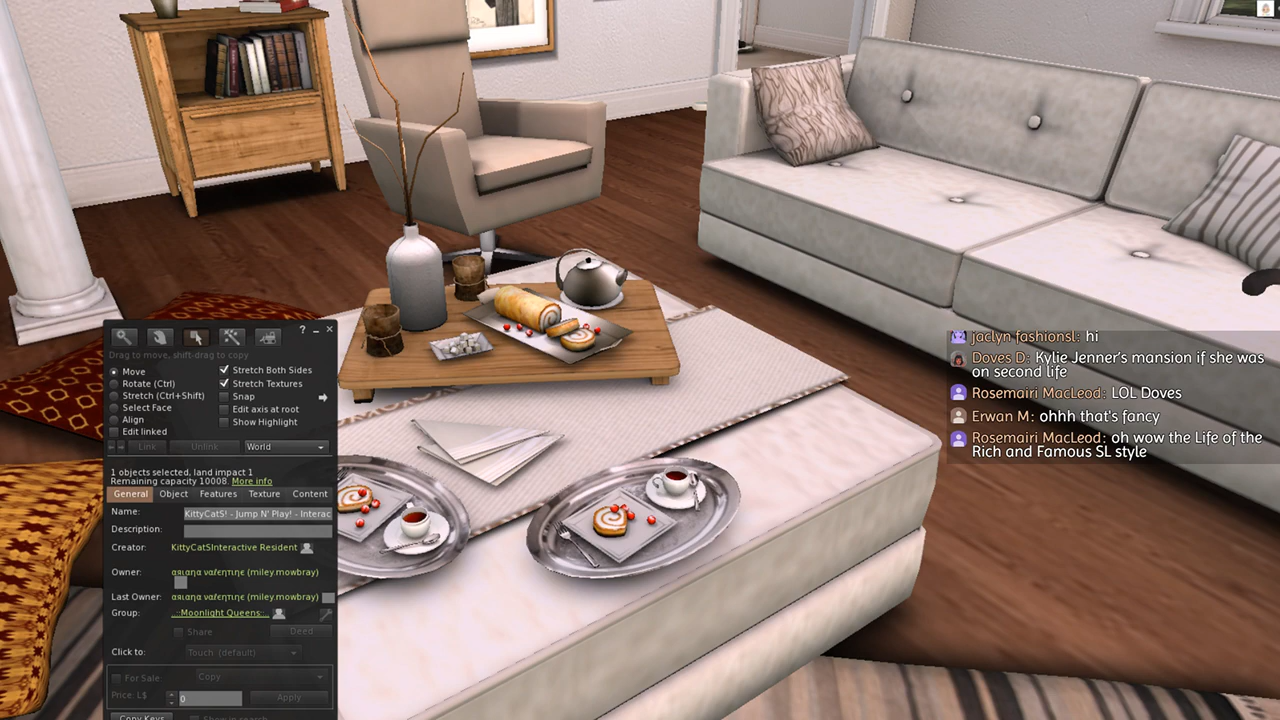 ? _ ×
Drag to move, shift-drag to copy
Move
Stretch Both Sides
Rotate (Ctrl)
Stretch Textures
Stretch (Ctrl+Shift)
Snap
Select Face
Edit axis at root
Align
Show Highlight
Edit linked
Link
Unlink
World
1 objects selected, land impact 1
Remaining capacity 10008. More info
General Object Features Texture Content
Name: KittyCatS! - Jump N' Play! - Interac
Description:
Creator: KittyCatSInteractive Resident
Owner: (miley.mowbray)
Last Owner: (miley.mowbray)
Group: ..::Moonlight Queens::..
Share
Deed
Click to: Touch (default)
For Sale: Copy
Price: L$ 0 Apply
Copy Keys Show in search
jaclyn fashionsl: hi
Doves D: Kylie Jenner's mansion if she was
on second life
Rosemairi MacLeod: LOL Doves
Erwan M: ohhh that's fancy
Rosemairi MacLeod: oh wow the Life of the
Rich and Famous SL style